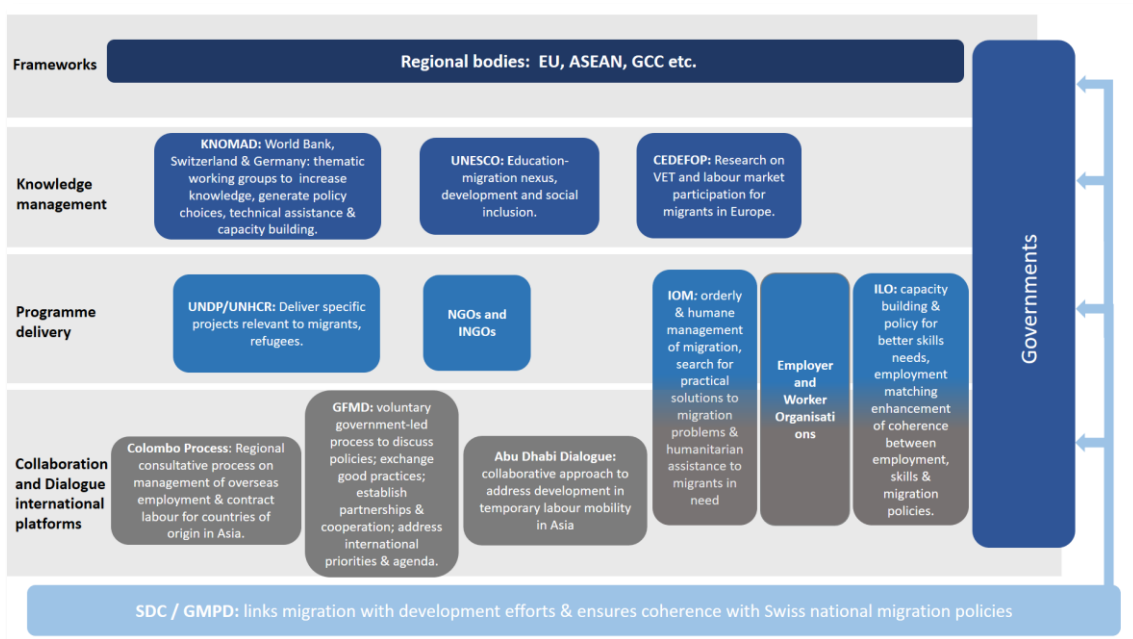 Frameworks
Regional bodies: EU, ASEAN, GCC etc.
Knowledge
management
KNOMAD: World Bank,
Switzerland & Germany: thematic
working groups to increase
knowledge, generate policy
choices, technical assistance &
capacity building.
UNESCO: Education-
migration nexus,
development and social
inclusion.
CEDEFOP: Research on
VET and labour market
participation for
migrants in Europe.
Programme
delivery
UNDP/UNHCR: Deliver specific
projects relevant to migrants,
refugees.
NGOs and
INGOs
IOM: orderly
& humane
management
of migration,
search for
practical
solutions to
migration
problems &
humanitarian
assistance to
migrants in
need
Employer
and
Worker
Organisati
ons
ILO: capacity
building &
policy for
better skills
needs,
employment
matching
enhancement
of coherence
between
employment,
skills &
migration
policies.
Governments
Collaboration
and Dialogue
international
platforms
Colombo Process: Regional
consultative process on
management of overseas
employment & contract
labour for countries of
origin in Asia.
GFMD: voluntary
government-led
process to discuss
policies; exchange
good practices;
establish
partnerships &
cooperation; address
international
priorities & agenda.
Abu Dhabi Dialogue:
collaborative approach to
address development in
temporary labour mobility
in Asia
SDC / GMPD: links migration with development efforts & ensures coherence with Swiss national migration policies